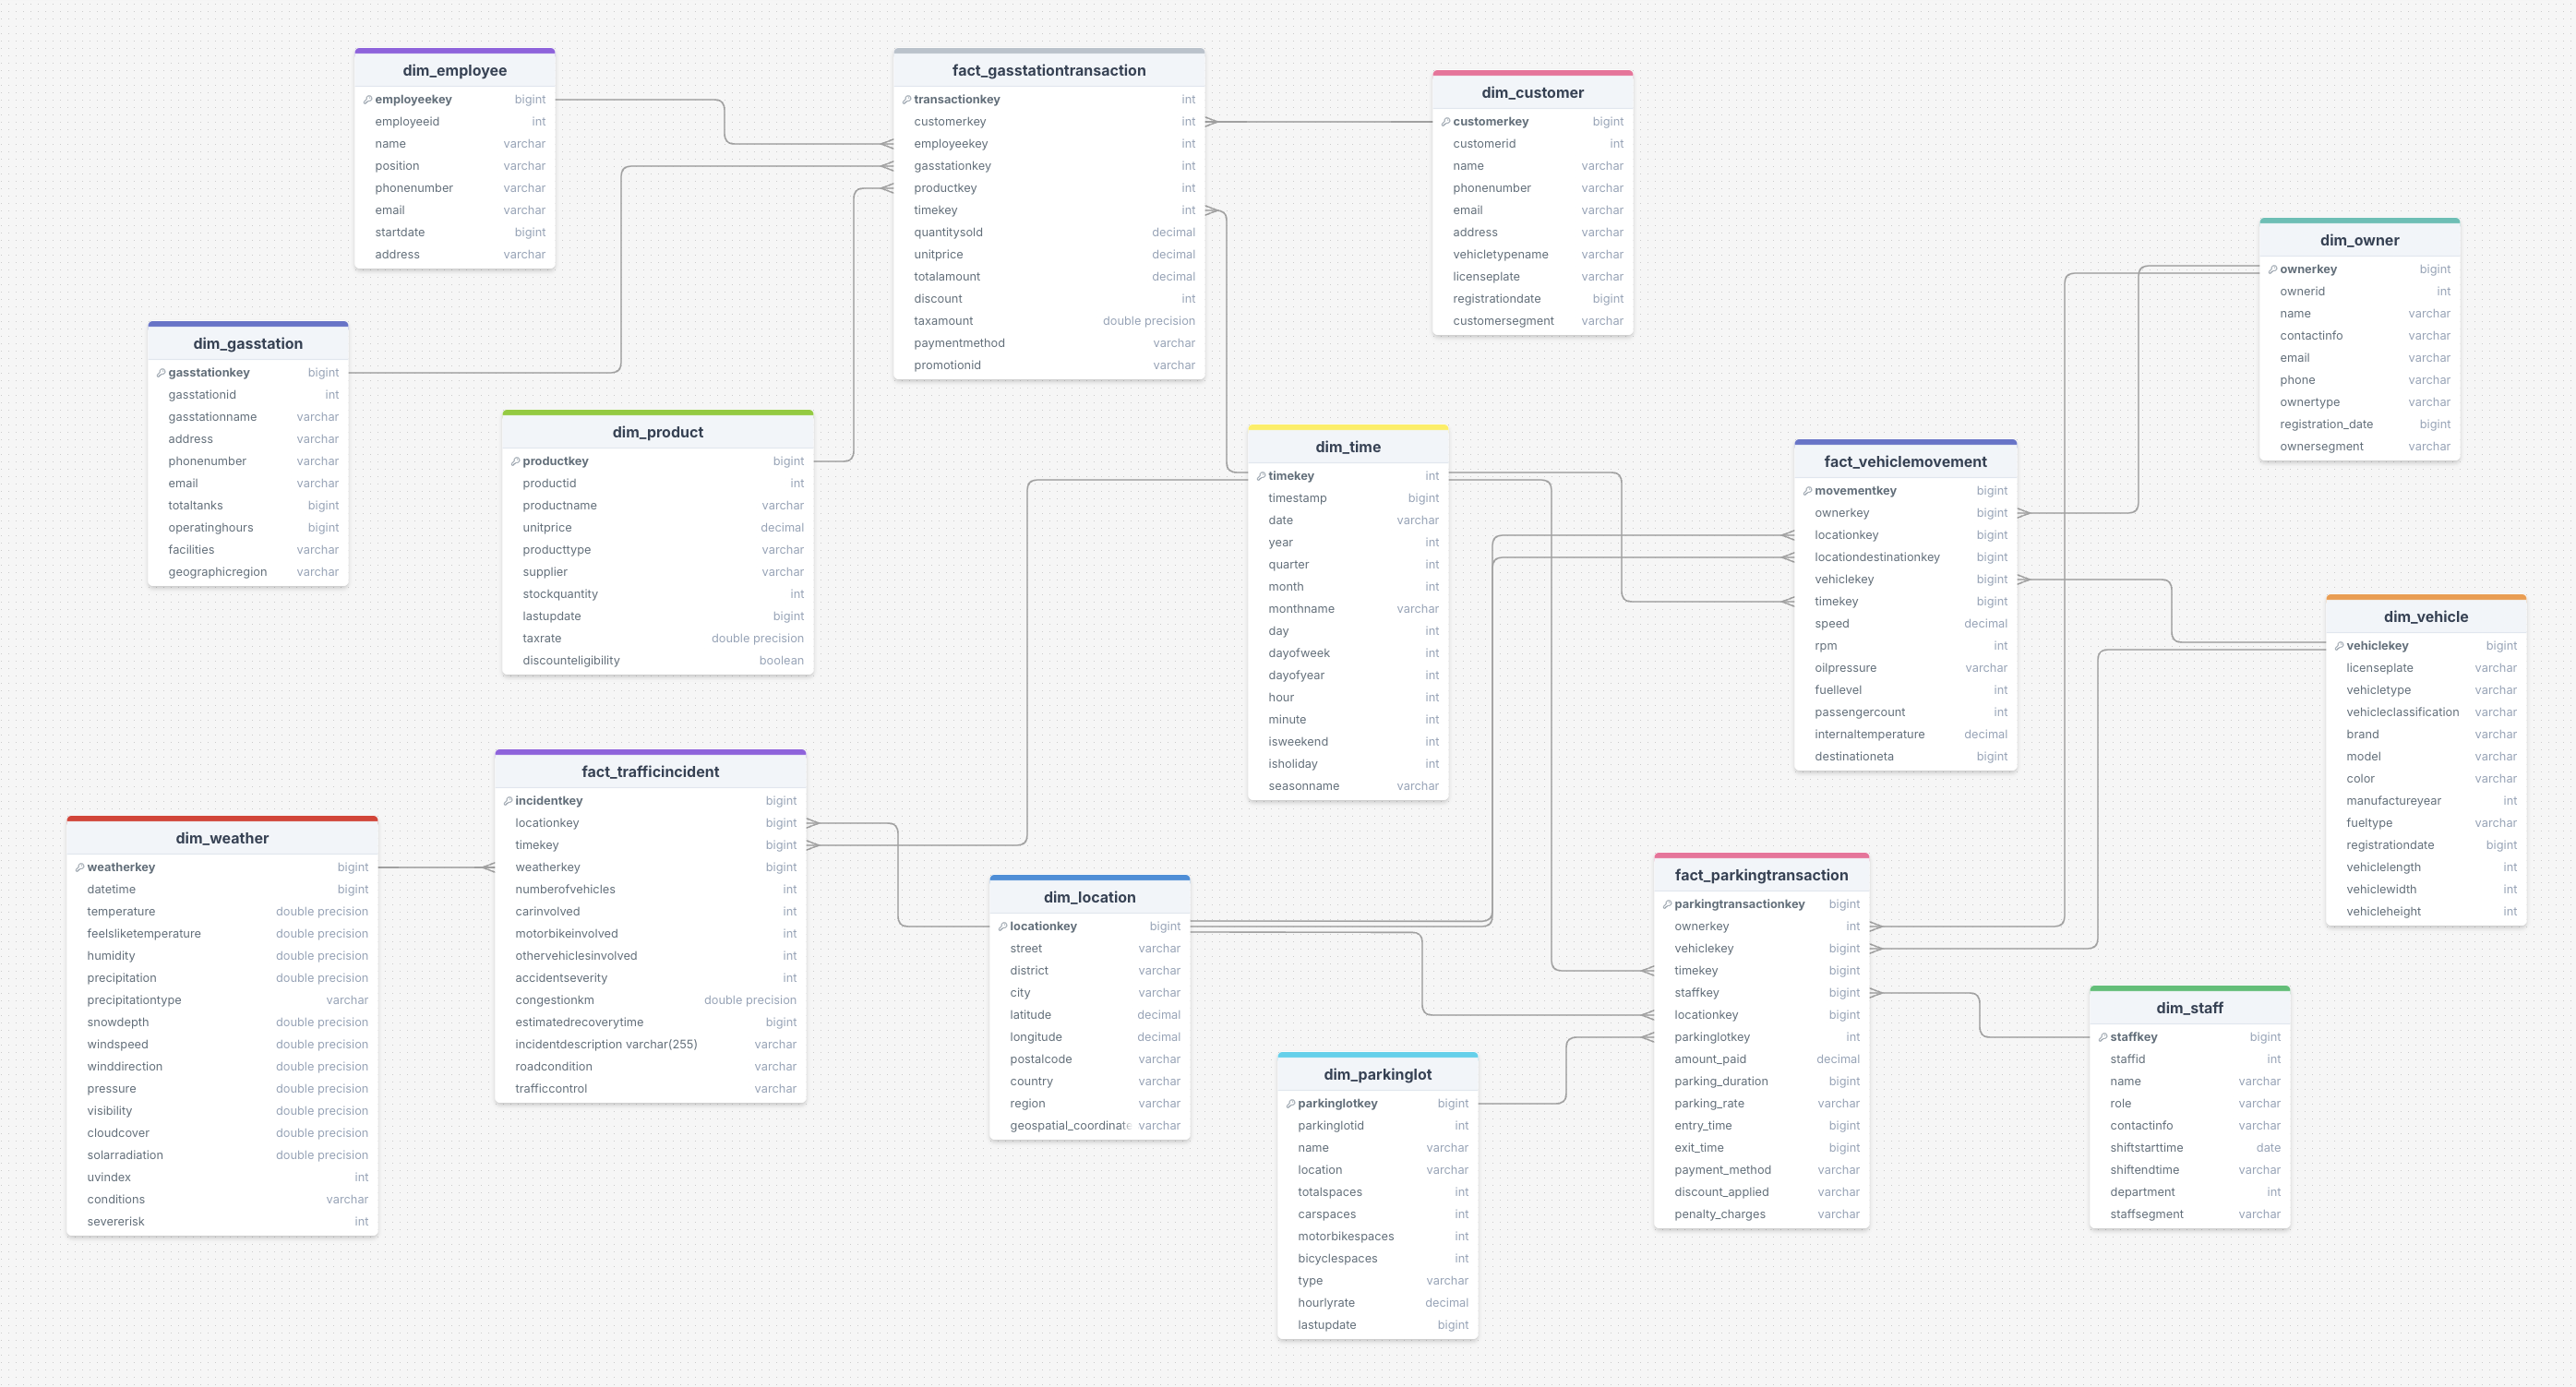 dim_employee
employeekey bigint
employeeid int
name varchar
position varchar
phonenumber varchar
email varchar
startdate bigint
address varchar
fact_gasstationtransaction
transactionkey int
customerkey int
employeekey int
gasstationkey int
productkey int
timekey int
quantitysold decimal
unitprice decimal
totalamount decimal
discount int
taxamount double precision
paymentmethod varchar
promotionid varchar
dim_customer
customerkey bigint
customerid int
name varchar
phonenumber varchar
email varchar
address varchar
vehicletypename varchar
licenseplate varchar
registrationdate bigint
customersegment varchar
dim_owner
ownerkey bigint
ownerid int
name varchar
contactinfo varchar
email varchar
phone varchar
ownertype varchar
registration_date bigint
ownersegment varchar
dim_gasstation
gasstationkey bigint
gasstationid int
gasstationname varchar
address varchar
phonenumber varchar
email varchar
totaltanks bigint
operatinghours bigint
facilities varchar
geographicregion varchar
dim_product
productkey bigint
productid int
productname varchar
unitprice decimal
producttype varchar
supplier varchar
stockquantity int
lastupdate bigint
taxrate double precision
discounteligibility boolean
dim_time
timekey int
timestamp bigint
date varchar
year int
quarter int
month int
monthname varchar
day int
dayofweek int
dayofyear int
hour int
minute int
isweekend int
isholiday int
seasonname varchar
fact_vehiclemovement
movementkey bigint
ownerkey bigint
locationkey bigint
locationdestinationkey bigint
vehiclekey bigint
timekey bigint
speed decimal
rpm int
oilpressure varchar
fuellevel int
passengercount int
internaltemperature decimal
destinationeta bigint
dim_vehicle
vehiclekey bigint
licenseplate varchar
vehicletype varchar
vehicleclassification varchar
brand varchar
model varchar
color varchar
manufactureyear int
fueltype varchar
registrationdate bigint
vehiclelength int
vehiclewidth int
vehicleheight int
fact_trafficincident
incidentkey bigint
locationkey bigint
timekey bigint
weatherkey bigint
numberofvehicles int
carinvolved int
motorbikeinvolved int
othervehiclesinvolved int
accidentseverity int
congestionkm double precision
estimatedrecoverytime bigint
incidentdescription varchar(255) varchar
roadcondition varchar
trafficcontrol varchar
dim_weather
weatherkey bigint
datetime bigint
temperature double precision
feelsliketemperature double precision
humidity double precision
precipitation double precision
precipitationtype varchar
snowdepth double precision
windspeed double precision
winddirection double precision
pressure double precision
visibility double precision
cloudcover double precision
solarradiation double precision
uvindex int
conditions varchar
severerisk int
dim_location
locationkey bigint
street varchar
district varchar
city varchar
latitude decimal
longitude decimal
postalcode varchar
country varchar
region varchar
geospatial_coordinate varchar
fact_parkingtransaction
parkingtransactionkey bigint
ownerkey int
vehiclekey bigint
timekey bigint
staffkey bigint
locationkey bigint
parkinglotkey int
amount_paid decimal
parking_duration bigint
parking_rate varchar
entry_time bigint
exit_time bigint
payment_method varchar
discount_applied varchar
penalty_charges varchar
dim_staff
staffkey bigint
staffid int
name varchar
role varchar
contactinfo varchar
shiftstarttime date
shiftendtime varchar
department int
staffsegment varchar
dim_parkinglot
parkinglotkey bigint
parkinglotid int
name varchar
location varchar
totalspaces int
carspaces int
motorbikespaces int
bicyclespaces int
type varchar
hourlyrate decimal
lastupdate bigint